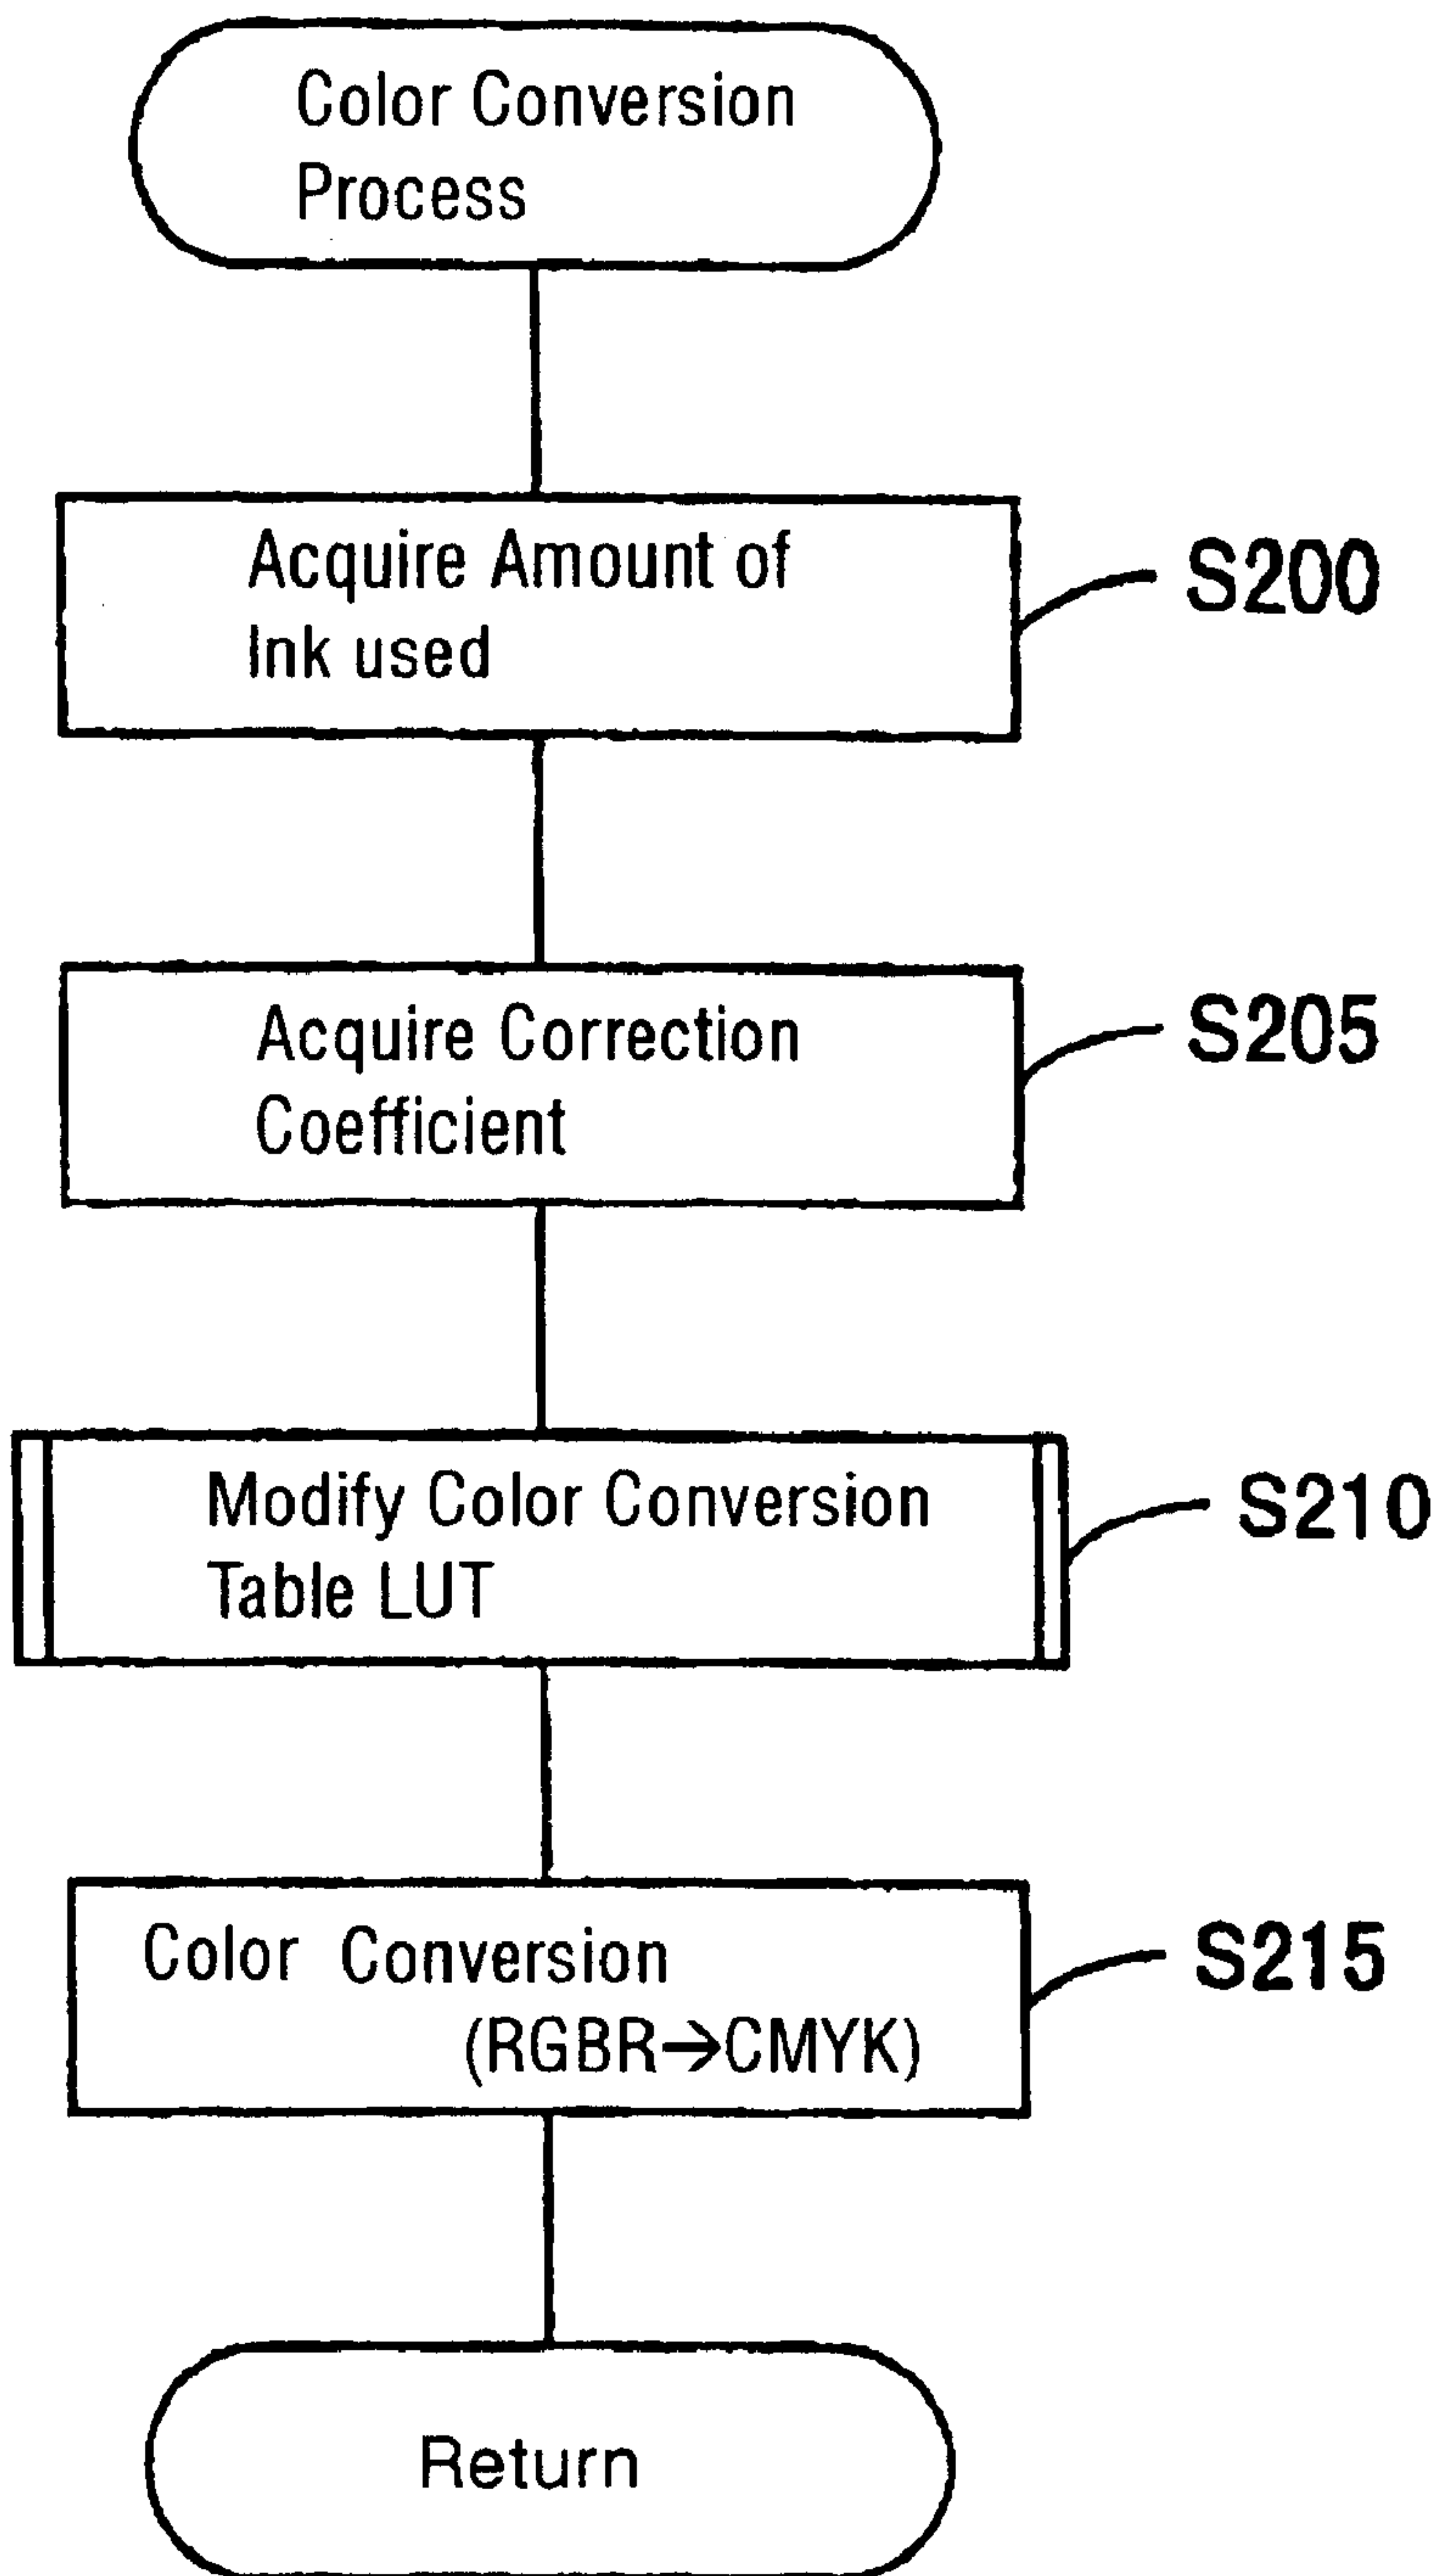 Color Conversion
Process
Acquire Amount of
Ink used
S200
Acquire Correction
Coefficient
S205
Modify Color Conversion
Table LUT
S210
Color Conversion
(RGBR→CMYK)
S215
Return